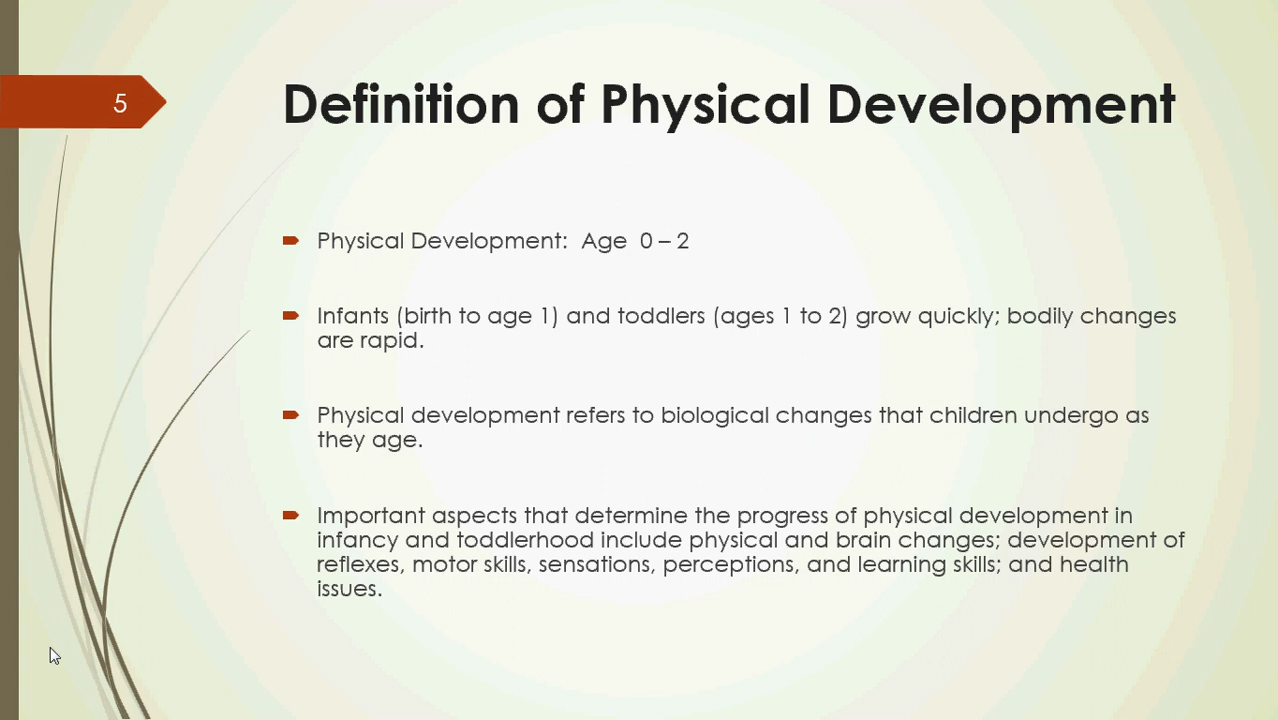 5
Definition of Physical Development
Physical Development: Age 0 – 2
Infants (birth to age 1) and toddlers (ages 1 to 2) grow quickly; bodily changes
are rapid.
Physical development refers to biological changes that children undergo as
they age.
Important aspects that determine the progress of physical development in
infancy and toddlerhood include physical and brain changes; development of
reflexes, motor skills, sensations, perceptions, and learning skills; and health
issues.